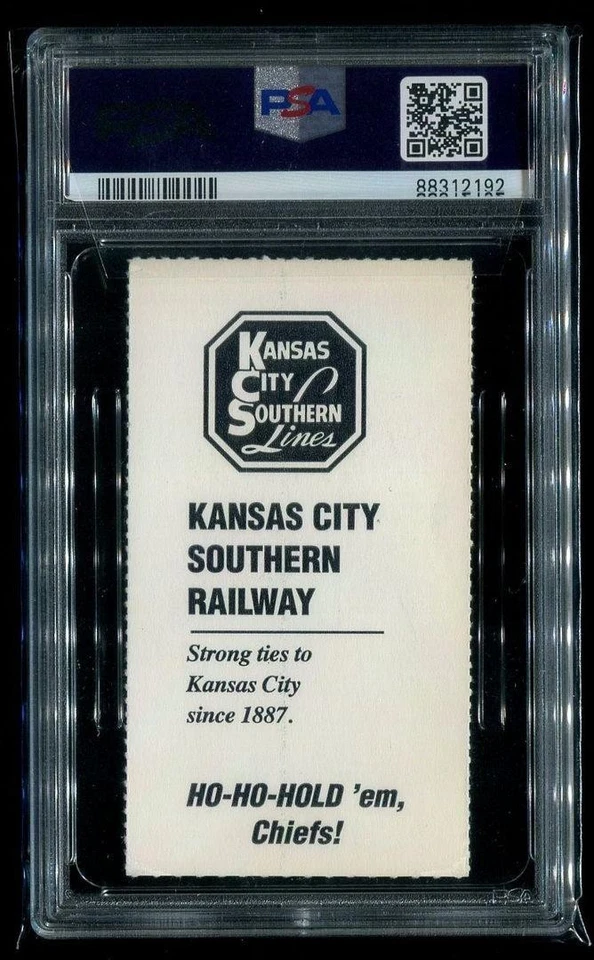 PSA
88312192
KANSAS
CITY
SOUTHERN
Lines
KANSAS CITY
SOUTHERN
RAILWAY
Strong ties to
Kansas City
since 1887.
HO-HO-HOLD 'em,
Chiefs!
PSA